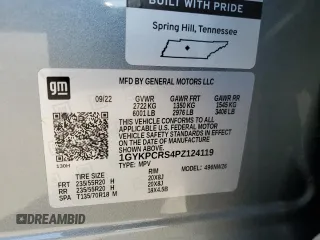 BUILT WITH PRIDE
Spring Hill, Tennessee
gm
MFD BY GENERAL MOTORS LLC
09/22 GVWR GAWR FRT GAWR RR
2722 KG 1350 KG 1545 KG
6001 LB 2976 LB 3406 LB
THIS VEHICLE CONFORMS TO ALL APPLICABLE U.S. FEDERAL MOTOR VEHICLE SAFETY STANDARDS
IN EFFECT ON THE DATE OF
MANUFACTURE SHOWN ABOVE.
1GYKPCRS4PZ124119
TYPE: MPV MODEL:
TIRE SIZE RIM
FRT 235/55R20 H 20X8J
RR 235/55R20 H 20X8J
SPA T135/70R18 M 18X4.5B
DREAMBID
AutoBidMaster